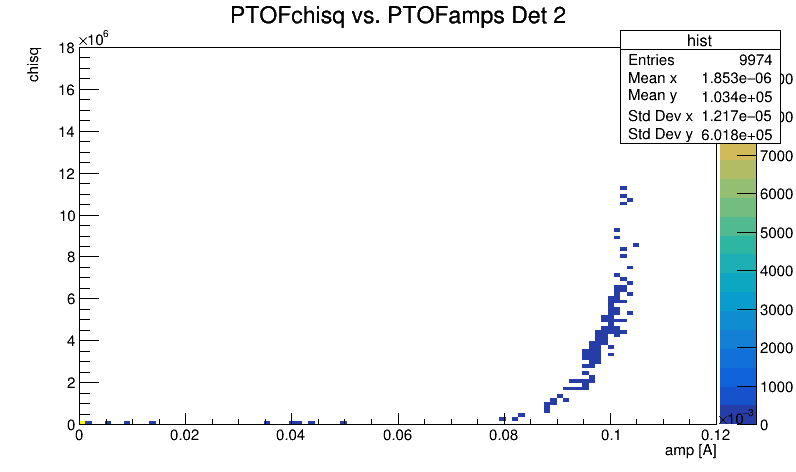 PTOFchisq vs. PTOFamps Det 2
×10⁶
chisq
hist
Entries 9974
Mean x 1.853e−06
Mean y 1.034e+05
Std Dev x 1.217e−05
Std Dev y 6.018e+05
18
16
14
12
10
8
6
4
2
0
00
00
7000
6000
5000
4000
3000
2000
1000
0
0 0.02 0.04 0.06 0.08 0.1 0.12
×10⁻³
amp [A]